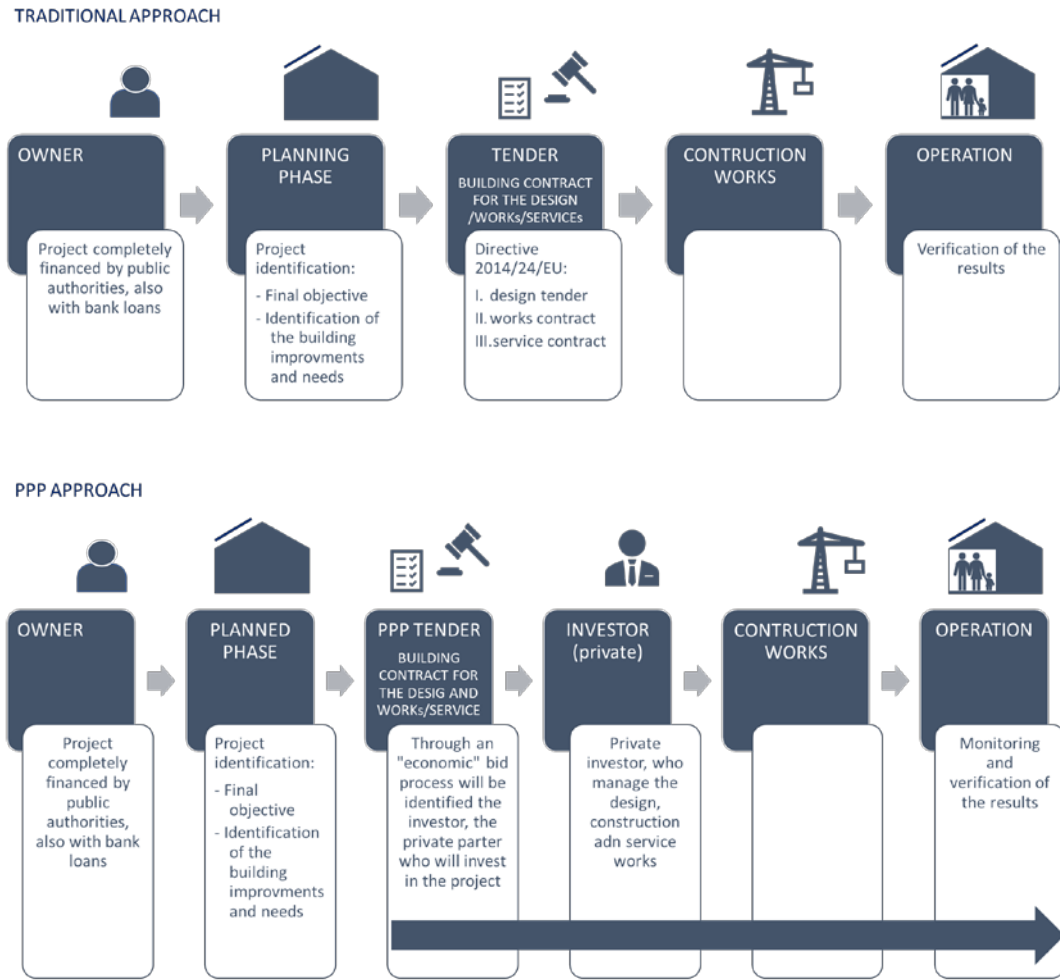 TRADITIONAL APPROACH
OWNER
Project completely
financed by public
authorities, also
with bank loans
PLANNING
PHASE
Project
identification:
- Final objective
- Identification of
the building
improvments
and needs
TENDER
BUILDING CONTRACT
FOR THE DESIGN
/WORKs/SERVICEs
Directive
2014/24/EU:
I. design tender
II. works contract
III.service contract
CONTRUCTION
WORKS
OPERATION
Verification of the
results
PPP APPROACH
OWNER
Project
completely
financed by
public
authorities,
also with bank
loans
PLANNED
PHASE
Project
identification:
- Final
objective
- Identification
of the
building
improvments
and needs
PPP TENDER
BUILDING
CONTRACT FOR
THE DESIG AND
WORKs/SERVICE
Through an
"economic" bid
process will be
identified the
investor, the
private parter
who will invest
in the project
INVESTOR
(private)
Private
investor, who
manage the
design,
construction
adn service
works
CONTRUCTION
WORKS
OPERATION
Monitoring
and
verification of
the results